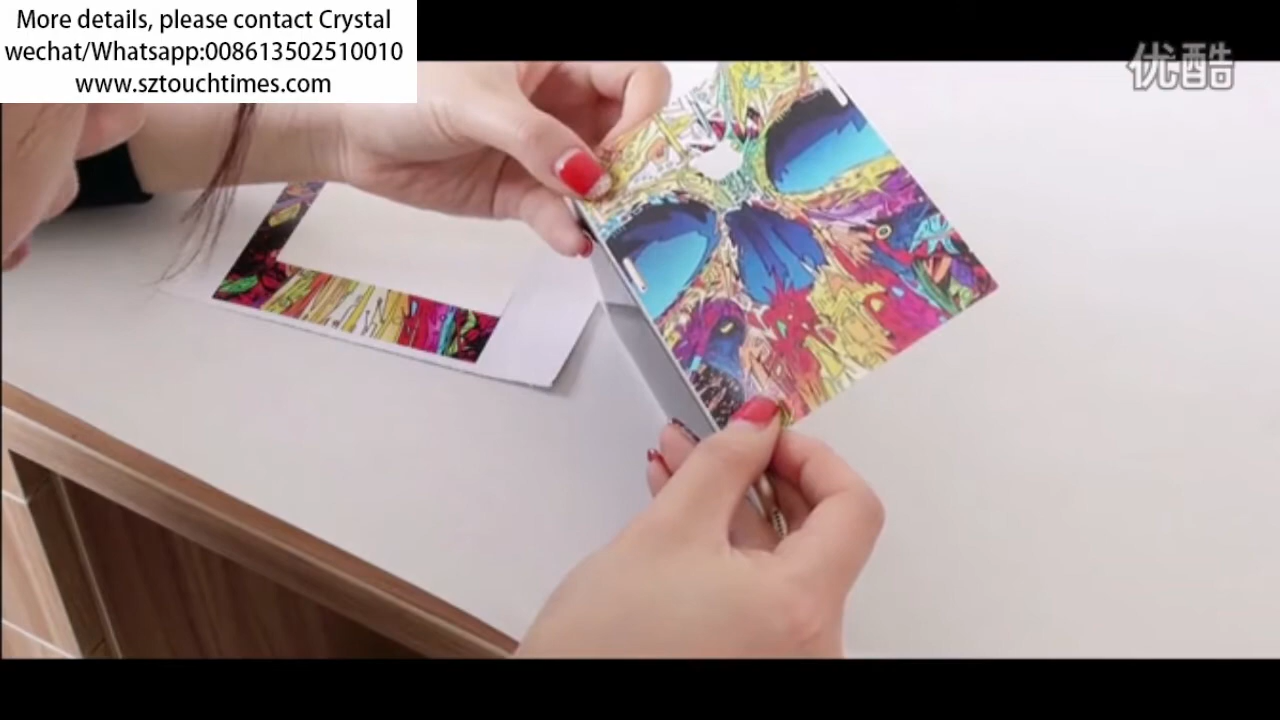 More details, please contact Crystal
wechat/Whatsapp:008613502510010
www.sztouchtimes.com
优酷